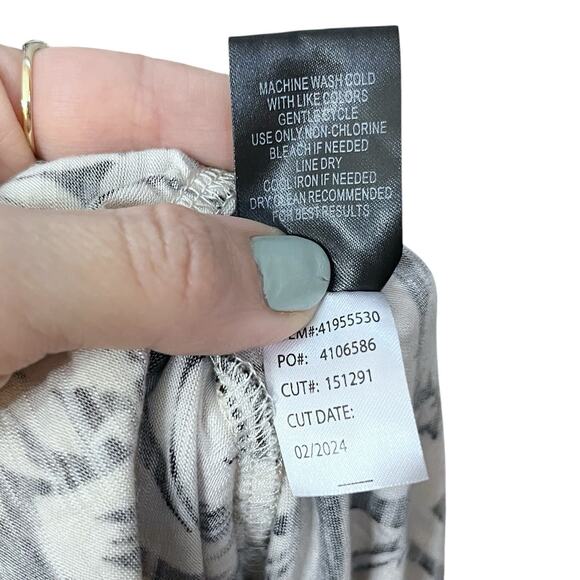 MACHINE WASH COLD
WITH LIKE COLORS
GENTLE CYCLE
USE ONLY NON-CHLORINE
BLEACH IF NEEDED
LINE DRY
COOL IRON IF NEEDED
DRY CLEAN RECOMMENDED
FOR BEST RESULTS
EM#:41955530
PO#: 4106586
CUT#: 151291
CUT DATE:
02/2024